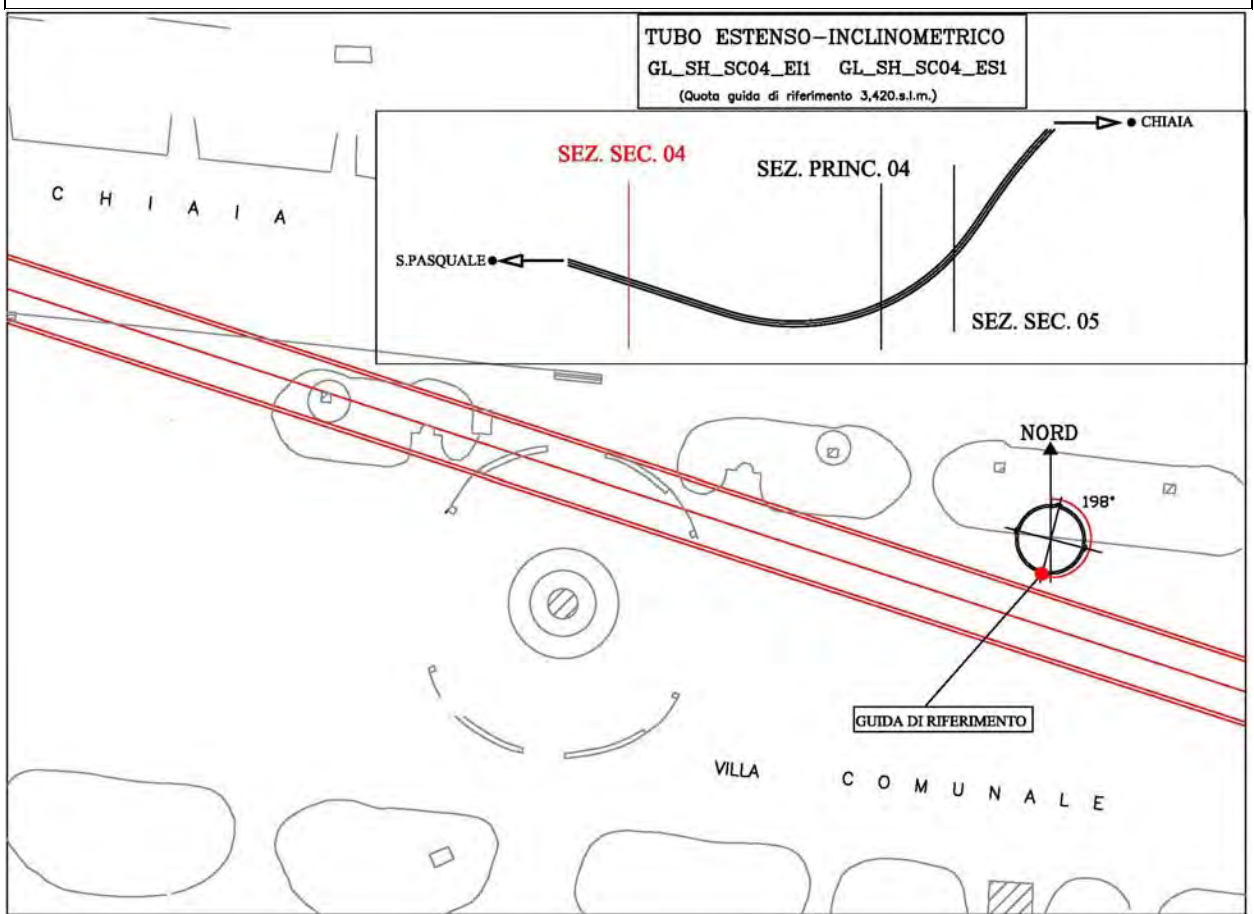 TUBO ESTENSO-INCLINOMETRICO
GL_SH_SC04_EI1 GL_SH_SC04_ES1
(Quota guida di riferimento 3,420.s.l.m.)
CHIAIA
SEZ. SEC. 04
SEZ. PRINC. 04
C H I A I A
S.PASQUALE
SEZ. SEC. 05
NORD
198°
GUIDA DI RIFERIMENTO
VILLA C O M U N A L E